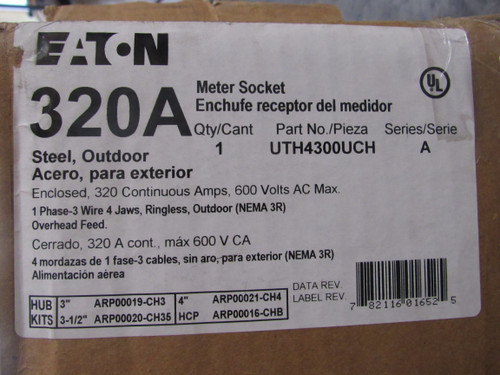 EATON
320A
Meter Socket
Enchufe receptor del medidor
UL
Qty/Cant Part No./Pieza Series/Serie
1 UTH4300UCH A
Steel, Outdoor
Acero, para exterior
Enclosed, 320 Continuous Amps, 600 Volts AC Max.
1 Phase-3 Wire 4 Jaws, Ringless, Outdoor (NEMA 3R)
Overhead Feed.
Cerrado, 320 A cont., máx 600 V CA
4 mordazas de 1 fase-3 cables, sin aro, para exterior (NEMA 3R)
Alimentación aérea
DATA REV.
LABEL REV.
7 82116 01652 5
HUB 3" ARP00019-CH3 4" ARP00021-CH4
KITS 3-1/2" ARP00020-CH35 HCP ARP00016-CHB